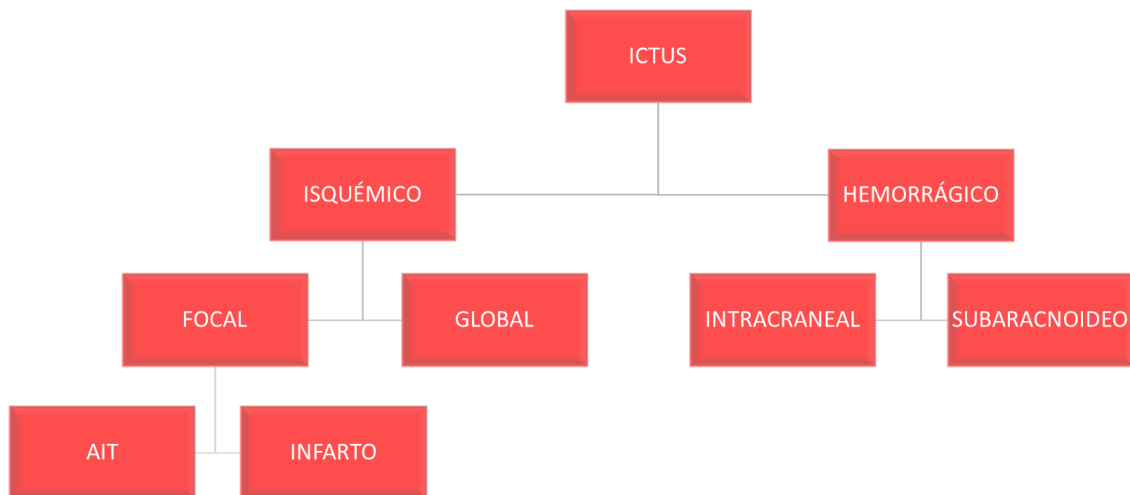 ICTUS
ISQUÉMICO
HEMORRÁGICO
FOCAL
GLOBAL
INTRACRANEAL
SUBARACNOIDEO
AIT
INFARTO